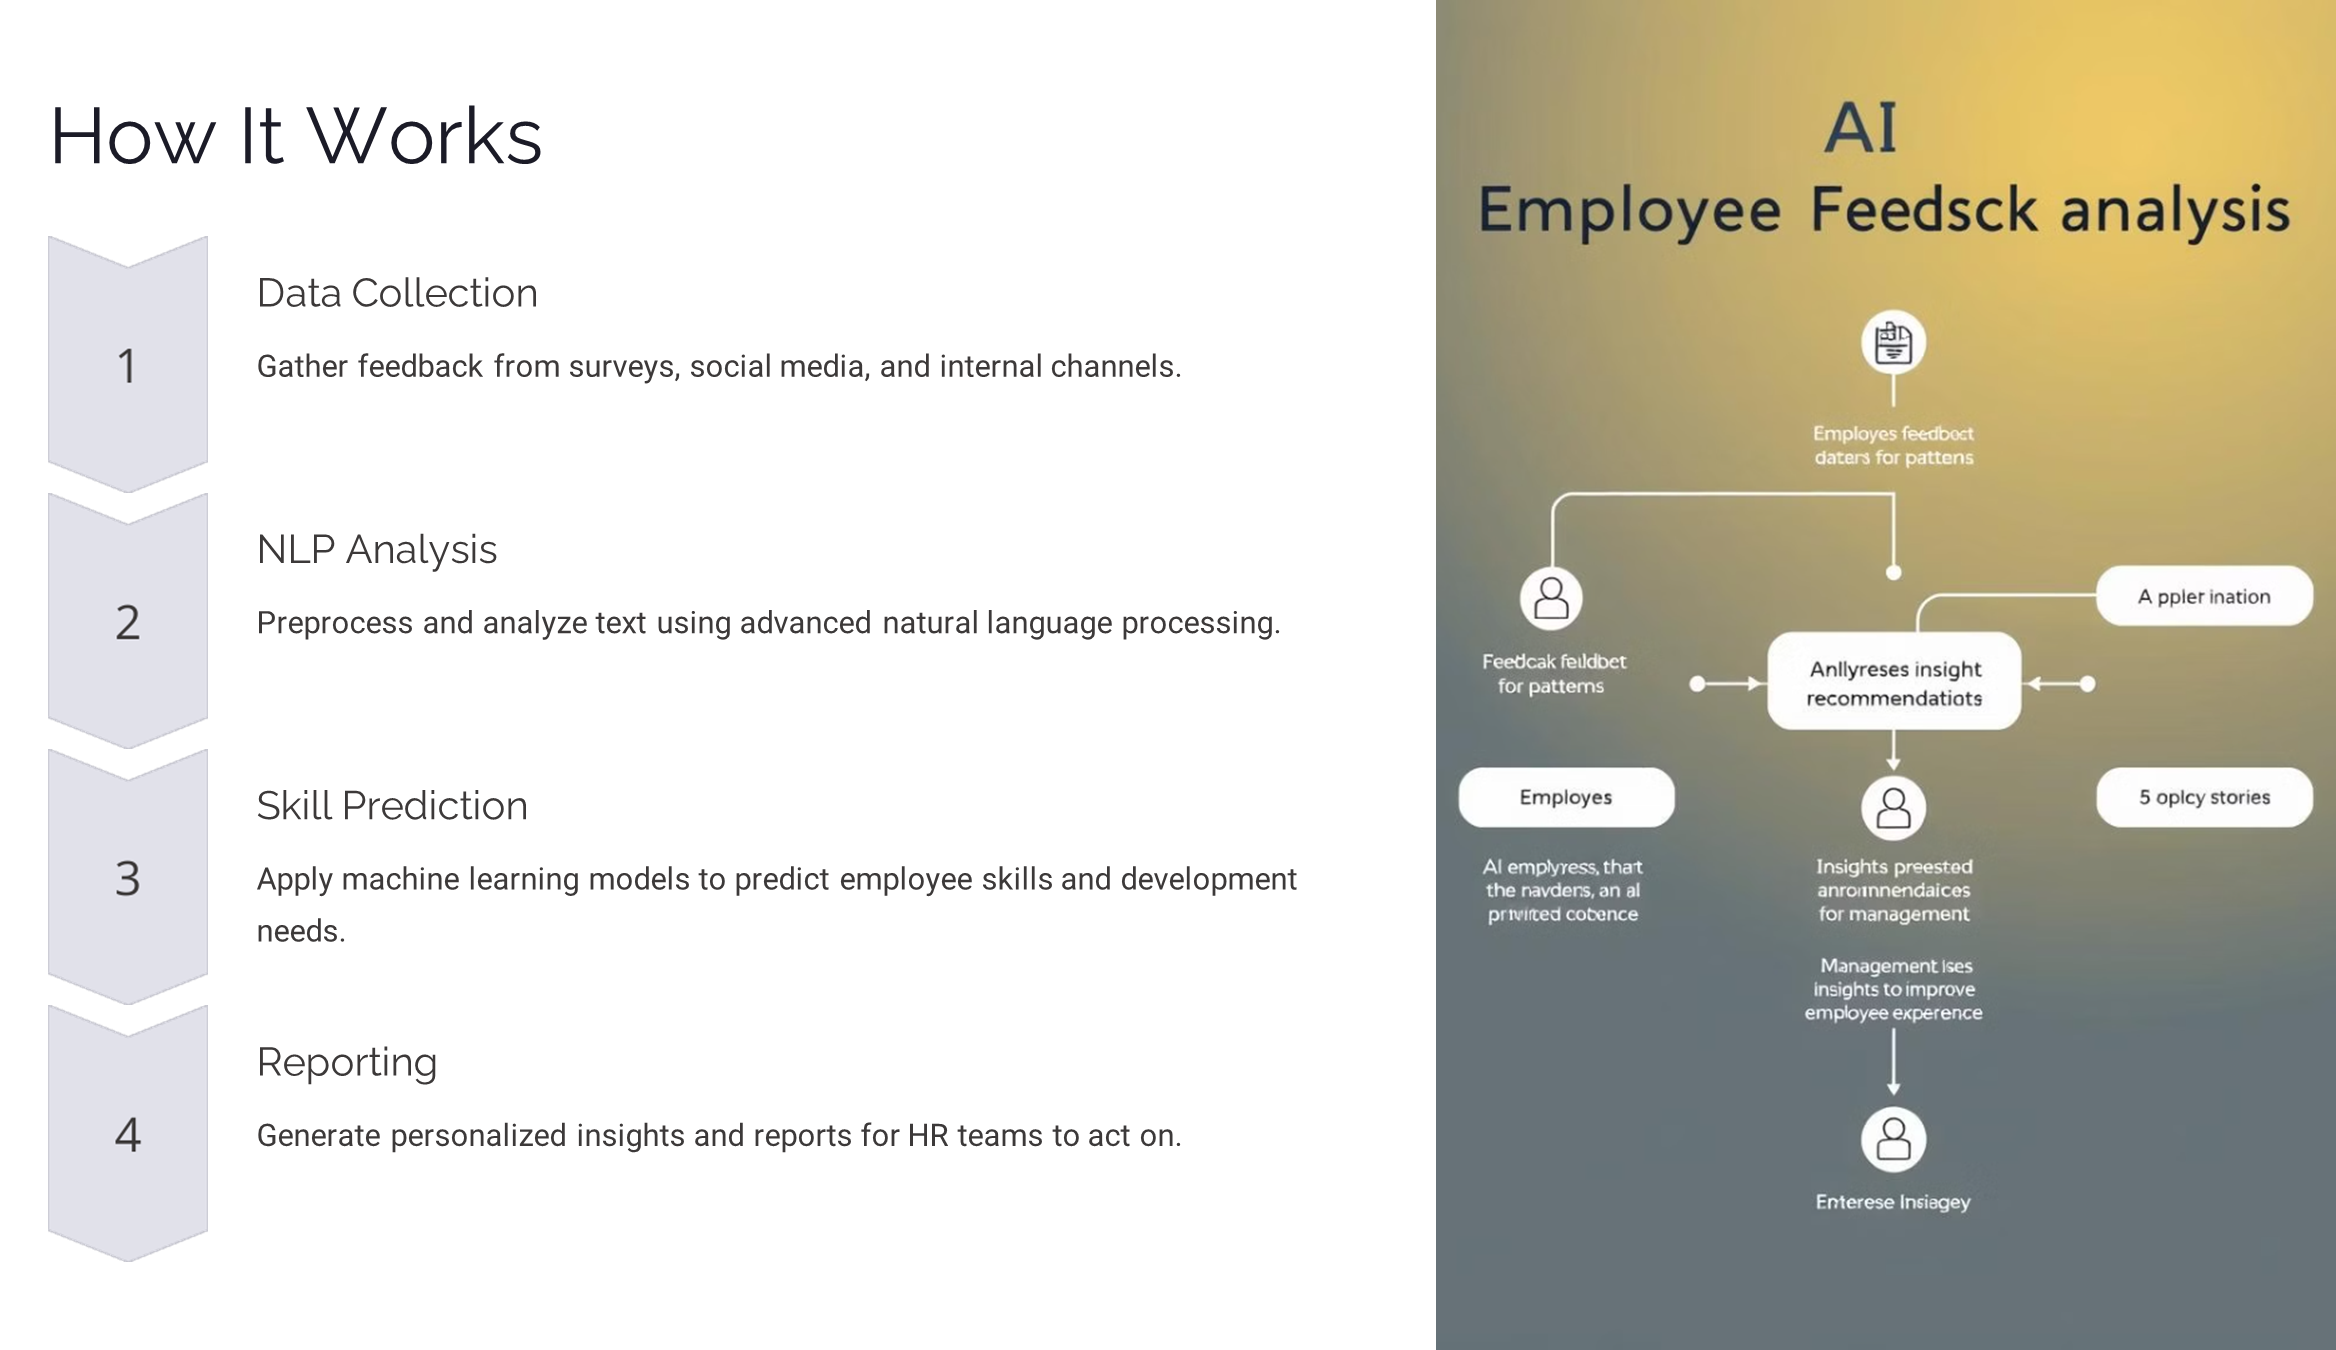 How It Works
1
Data Collection
Gather feedback from surveys, social media, and internal channels.
2
NLP Analysis
Preprocess and analyze text using advanced natural language processing.
3
Skill Prediction
Apply machine learning models to predict employee skills and development
needs.
4
Reporting
Generate personalized insights and reports for HR teams to act on.
AI
Employee Feedsck analysis
Employes feedboct
daters for pattens
A ppler ination
Feedcak feildbet
for patterns
Anllyreses insight
recommendatiots
Employes
5 oplcy stories
AI emplyress, that
the navders, an al
cotence
Insights preested
for management
Management ises
insights to improve
employee experence
Enterese Insiagey